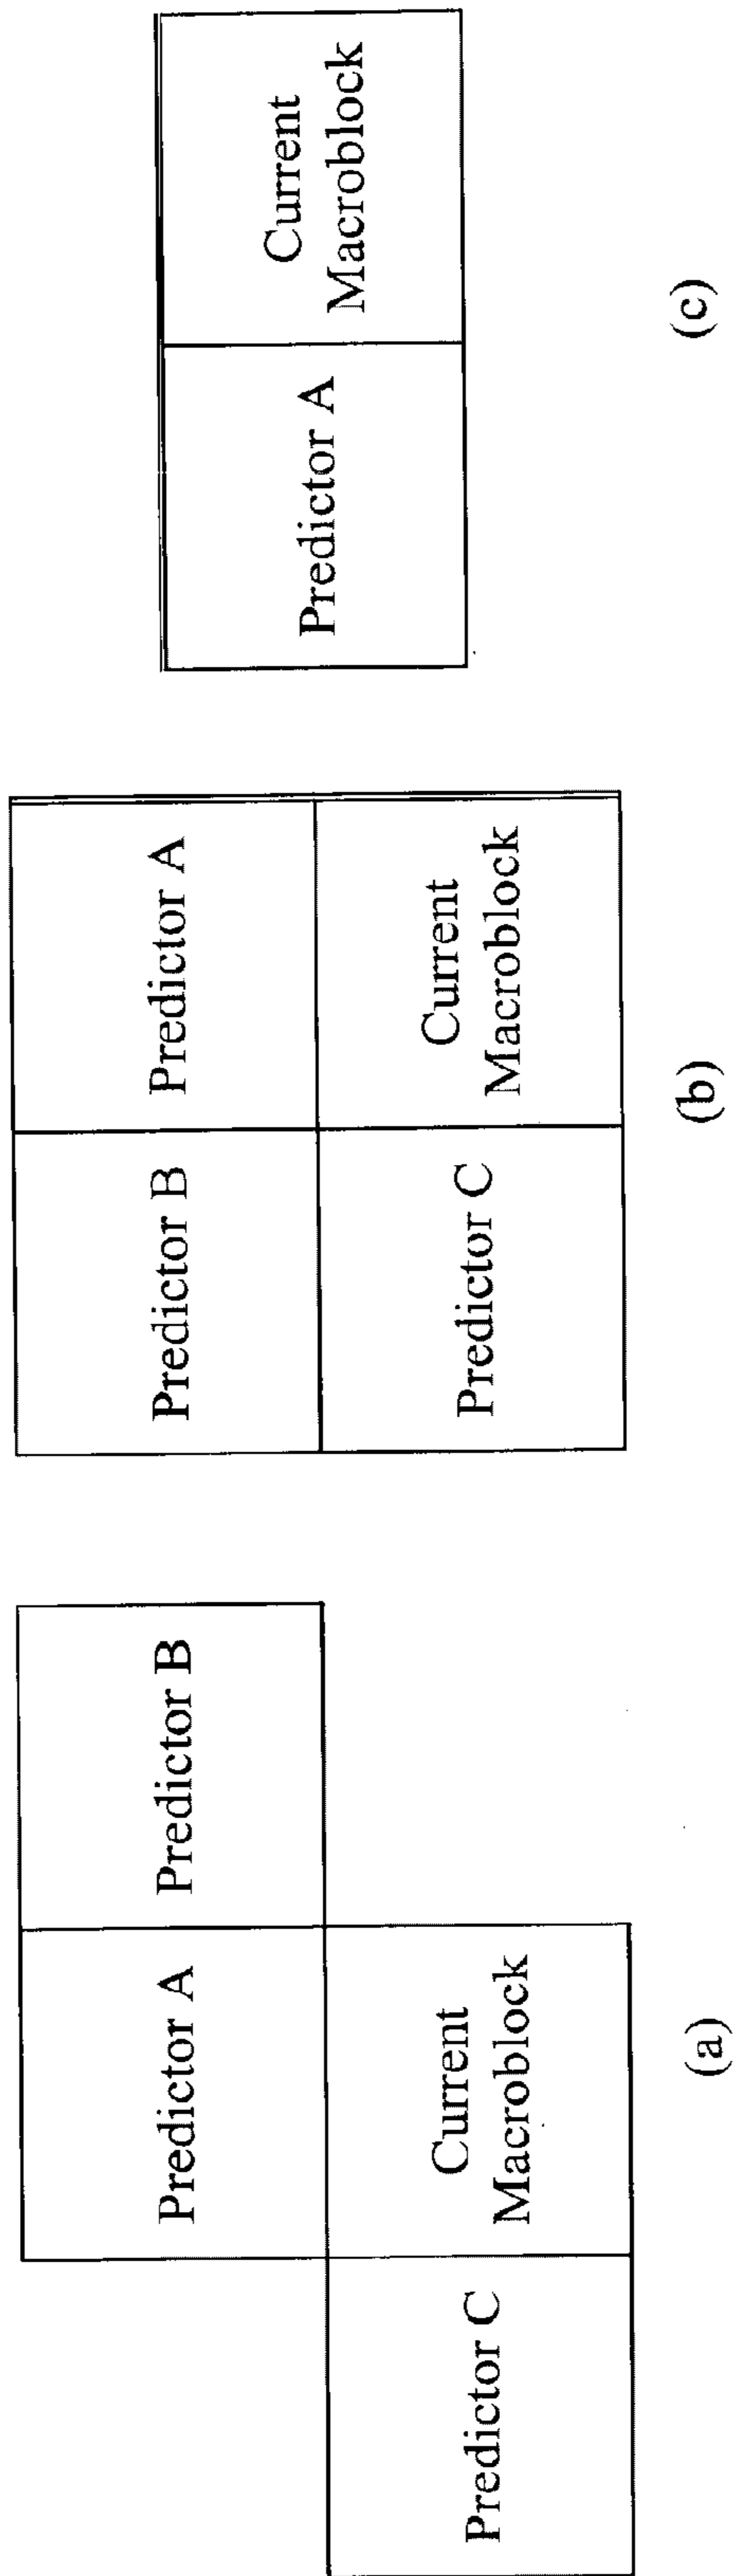 Predictor A
Predictor B
Predictor C
Current
Macroblock
(a)
Predictor B
Predictor A
Predictor C
Current
Macroblock
(b)
Predictor A
Current
Macroblock
(c)